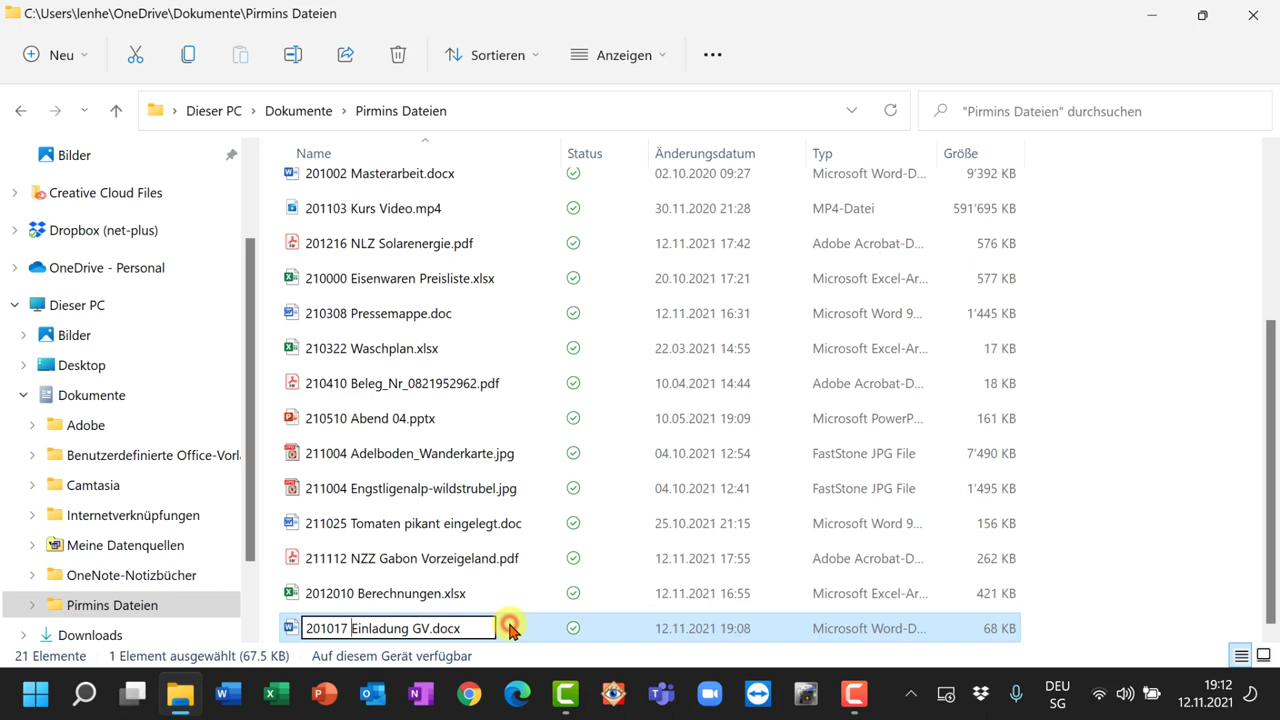 C:\Users\lenhe\OneDrive\Dokumente\Pirmins Dateien
Neu
Sortieren
Anzeigen
Dieser PC > Dokumente > Pirmins Dateien
"Pirmins Dateien" durchsuchen
Bilder
Creative Cloud Files
Dropbox (net-plus)
OneDrive - Personal
Dieser PC
Bilder
Desktop
Dokumente
Adobe
Benutzerdefinierte Office-Vorl
Camtasia
Internetverknüpfungen
Meine Datenquellen
OneNote-Notizbücher
Pirmins Dateien
Downloads
Name Status Änderungsdatum Typ Größe
201002 Masterarbeit.docx 02.10.2020 09:27 Microsoft Word-D... 9'392 KB
201103 Kurs Video.mp4 30.11.2020 21:28 MP4-Datei 591'695 KB
201216 NLZ Solarenergie.pdf 12.11.2021 17:42 Adobe Acrobat-D... 576 KB
210000 Eisenwaren Preisliste.xlsx 20.10.2021 17:21 Microsoft Excel-Ar... 577 KB
210308 Pressemappe.doc 12.11.2021 16:31 Microsoft Word 9... 1'445 KB
210322 Waschplan.xlsx 22.03.2021 14:55 Microsoft Excel-Ar... 17 KB
210410 Beleg_Nr_0821952962.pdf 10.04.2021 14:44 Adobe Acrobat-D... 18 KB
210510 Abend 04.pptx 10.05.2021 19:09 Microsoft PowerP... 161 KB
211004 Adelboden_Wanderkarte.jpg 04.10.2021 12:54 FastStone JPG File 7'490 KB
211004 Engstligenalp-wildstrubel.jpg 04.10.2021 12:41 FastStone JPG File 1'495 KB
211025 Tomaten pikant eingelegt.doc 25.10.2021 21:15 Microsoft Word 9... 156 KB
211112 NZZ Gabon Vorzeigeland.pdf 12.11.2021 17:55 Adobe Acrobat-D... 262 KB
2012010 Berechnungen.xlsx 12.11.2021 16:55 Microsoft Excel-Ar... 421 KB
201017 Einladung GV.docx 12.11.2021 19:08 Microsoft Word-D... 68 KB
21 Elemente 1 Element ausgewählt (67.5 KB) Auf diesem Gerät verfügbar
DEU
SG
19:12
12.11.2021